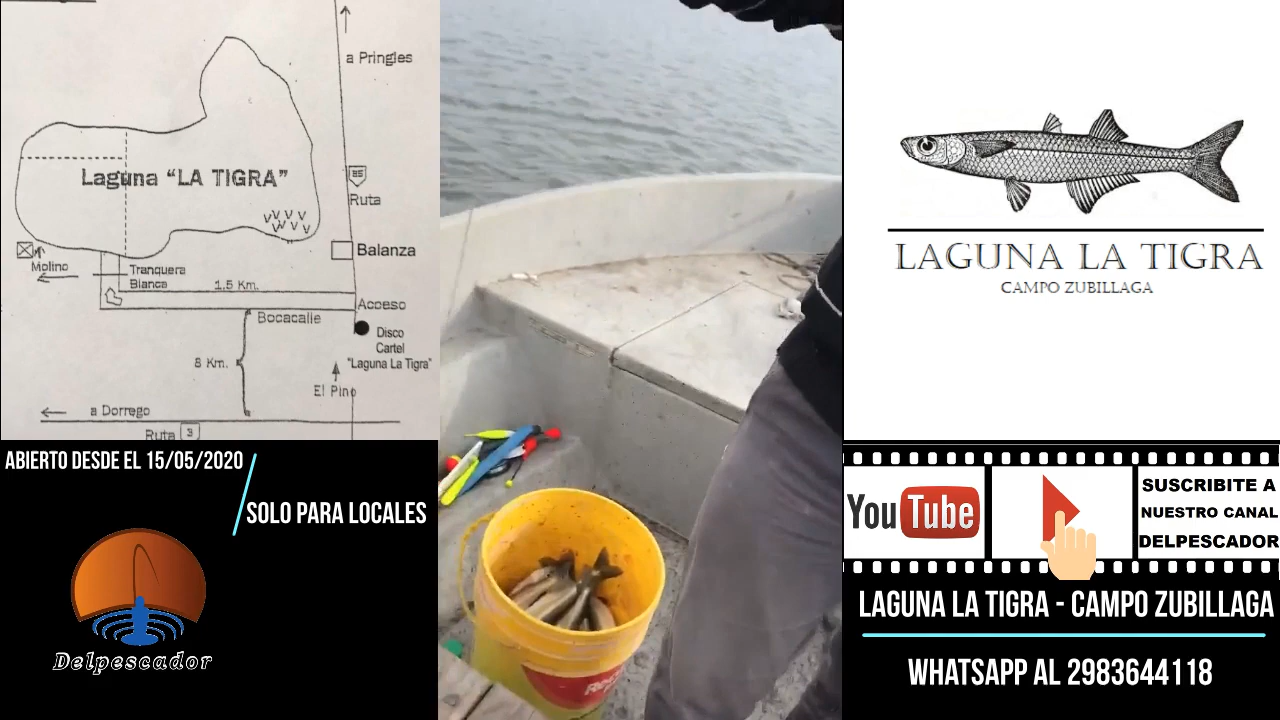 a Pringles
Laguna "LA TIGRA"
85
Ruta
Balanza
Molino
Tranquera
Blanca
1,5 Km.
Acceso
Bocacalle
Disco
Cartel
"Laguna La Tigra"
8 Km.
El Pino
a Dorrego
Ruta 3
ABIERTO DESDE EL 15/05/2020
SOLO PARA LOCALES
Delpescador
LAGUNA LA TIGRA
CAMPO ZUBILLAGA
YouTube
SUSCRIBITE A
NUESTRO CANAL
DELPESCADOR
LAGUNA LA TIGRA - CAMPO ZUBILLAGA
WHATSAPP AL 2983644118